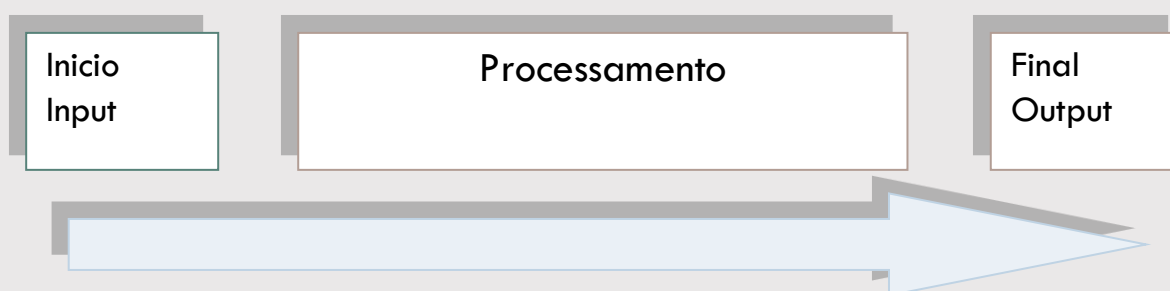 Inicio
Input
Processamento
Final
Output